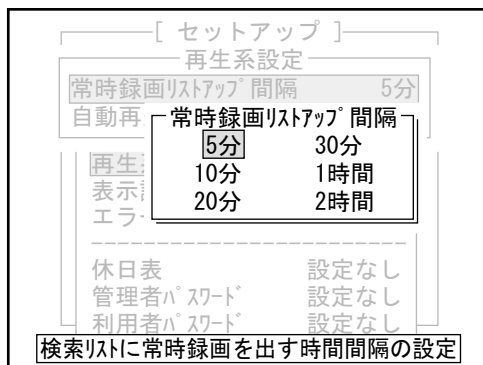 [ セットアップ ]
再生系設定
常時録画ﾘｽﾄｱｯﾌﾟ間隔 5分
自動再
常時録画ﾘｽﾄｱｯﾌﾟ間隔
5分 30分
10分 1時間
20分 2時間
再生
表示
エラ
休日表 設定なし
管理者ﾊﾟｽﾜｰﾄﾞ 設定なし
利用者ﾊﾟｽﾜｰﾄﾞ 設定なし
検索ﾘｽﾄに常時録画を出す時間間隔の設定